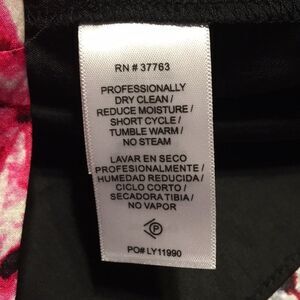 RN # 37763
PROFESSIONALLY
DRY CLEAN /
REDUCE MOISTURE /
SHORT CYCLE /
TUMBLE WARM /
NO STEAM
LAVAR EN SECO
PROFESIONALMENTE /
HUMEDAD REDUCIDA /
CICLO CORTO /
SECADORA TIBIA /
NO VAPOR
P
PO# LY11990